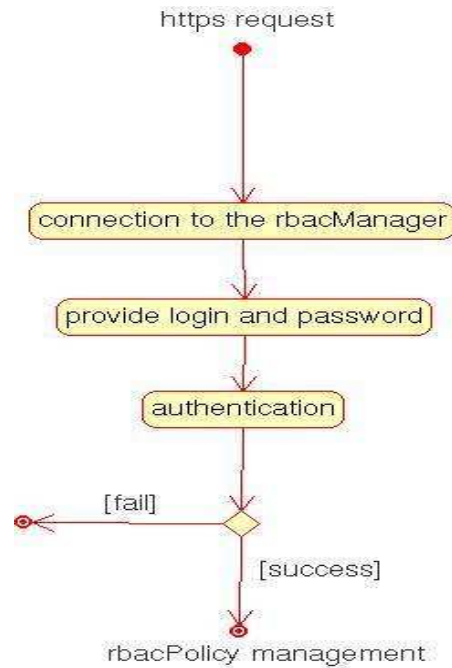 https request
connection to the rbacManager
provide login and password
authentication
[fail]
[success]
rbacPolicy management